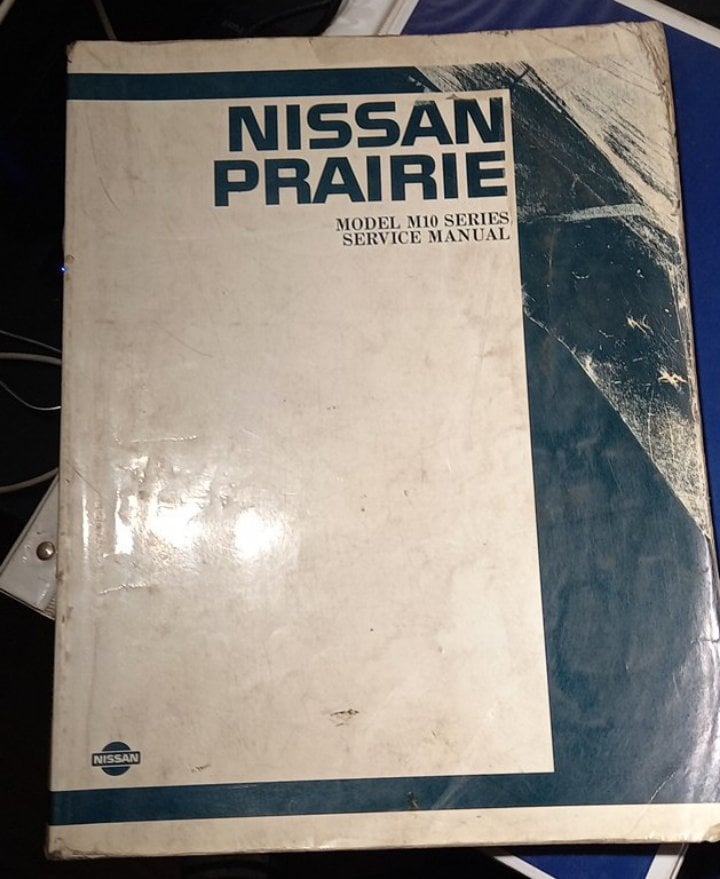 NISSAN
PRAIRIE
MODEL M10 SERIES
SERVICE MANUAL
NISSAN